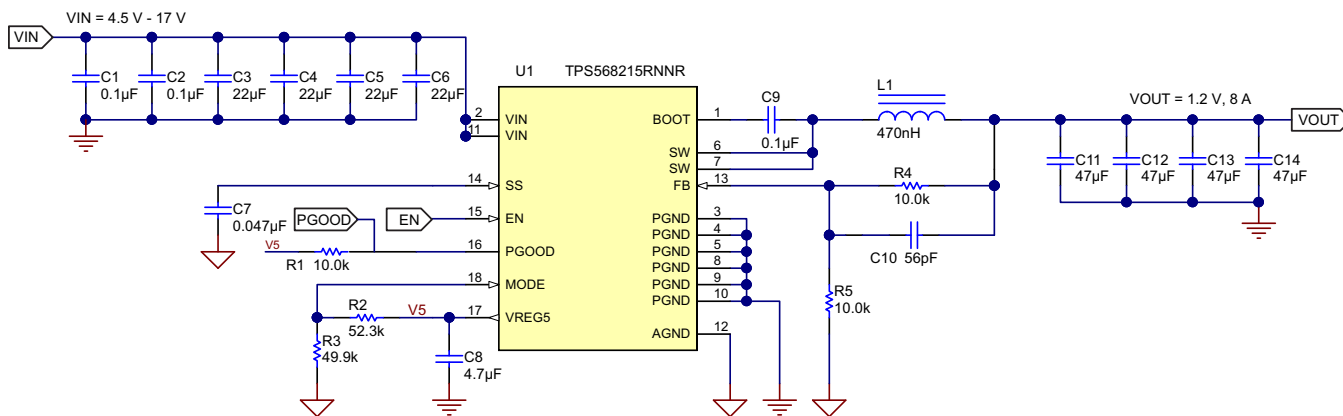 VIN = 4.5 V - 17 V
VIN
C1
0.1µF
C2
0.1µF
C3
22µF
C4
22µF
C5
22µF
C6
22µF
U1 TPS568215RNNR
2 VIN
11 VIN
14 SS
15 EN
16 PGOOD
18 MODE
17 VREG5
BOOT 1
SW 6
SW 7
FB 13
PGND 3
PGND 4
PGND 5
PGND 8
PGND 9
PGND 10
AGND 12
C7
0.047µF
PGOOD
EN
V5
R1 10.0k
R2
52.3k
V5
R3
49.9k
C8
4.7µF
C9
0.1µF
L1
470nH
R4
10.0k
C10 56pF
R5
10.0k
VOUT = 1.2 V, 8 A
VOUT
C11
47µF
C12
47µF
C13
47µF
C14
47µF